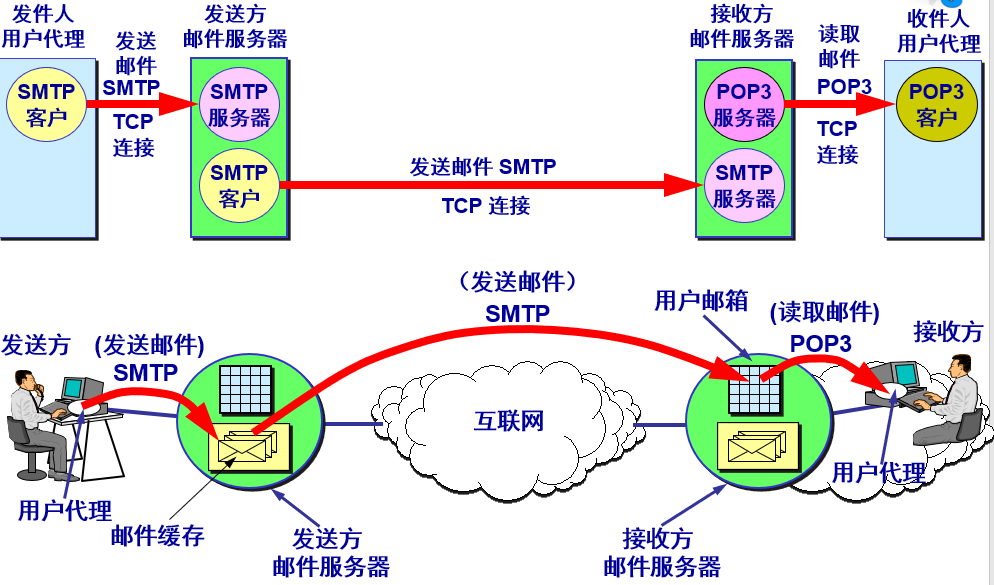 发件人
用户代理
发送
邮件
SMTP
TCP
连接
SMTP
客户
发送方
邮件服务器
SMTP
服务器
SMTP
客户
发送邮件 SMTP
TCP 连接
接收方
邮件服务器
POP3
服务器
SMTP
服务器
读取
邮件
POP3
TCP
连接
收件人
用户代理
POP3
客户
(发送邮件)
SMTP
用户邮箱
(读取邮件)
POP3
接收方
发送方
(发送邮件)
SMTP
互联网
用户代理
邮件缓存
发送方
邮件服务器
接收方
邮件服务器
用户代理